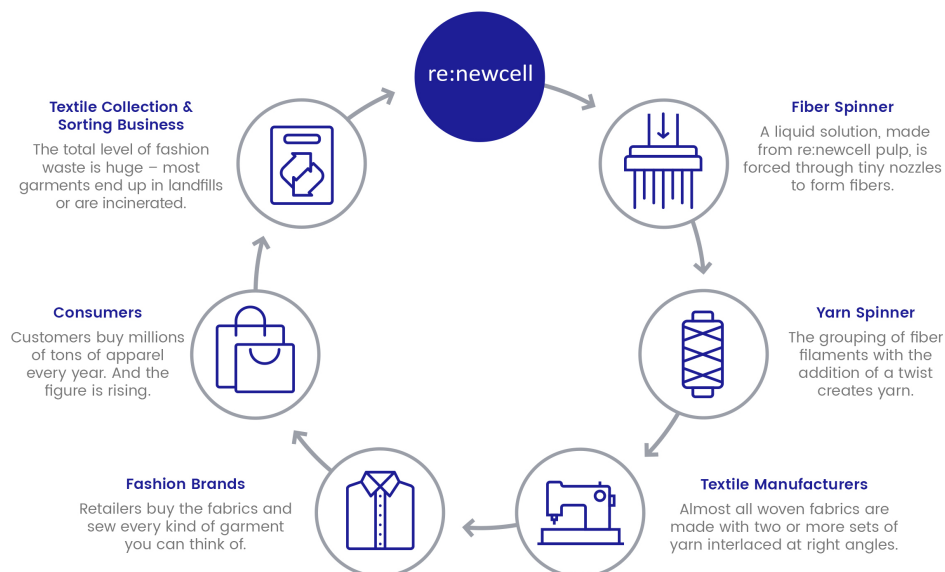 re:newcell
Textile Collection &
Sorting Business
The total level of fashion
waste is huge – most
garments end up in landfills
or are incinerated.
Fiber Spinner
A liquid solution, made
from re:newcell pulp, is
forced through tiny nozzles
to form fibers.
Consumers
Customers buy millions
of tons of apparel
every year. And the
figure is rising.
Yarn Spinner
The grouping of fiber
filaments with the
addition of a twist
creates yarn.
Fashion Brands
Retailers buy the fabrics and
sew every kind of garment
you can think of.
Textile Manufacturers
Almost all woven fabrics are
made with two or more sets of
yarn interlaced at right angles.